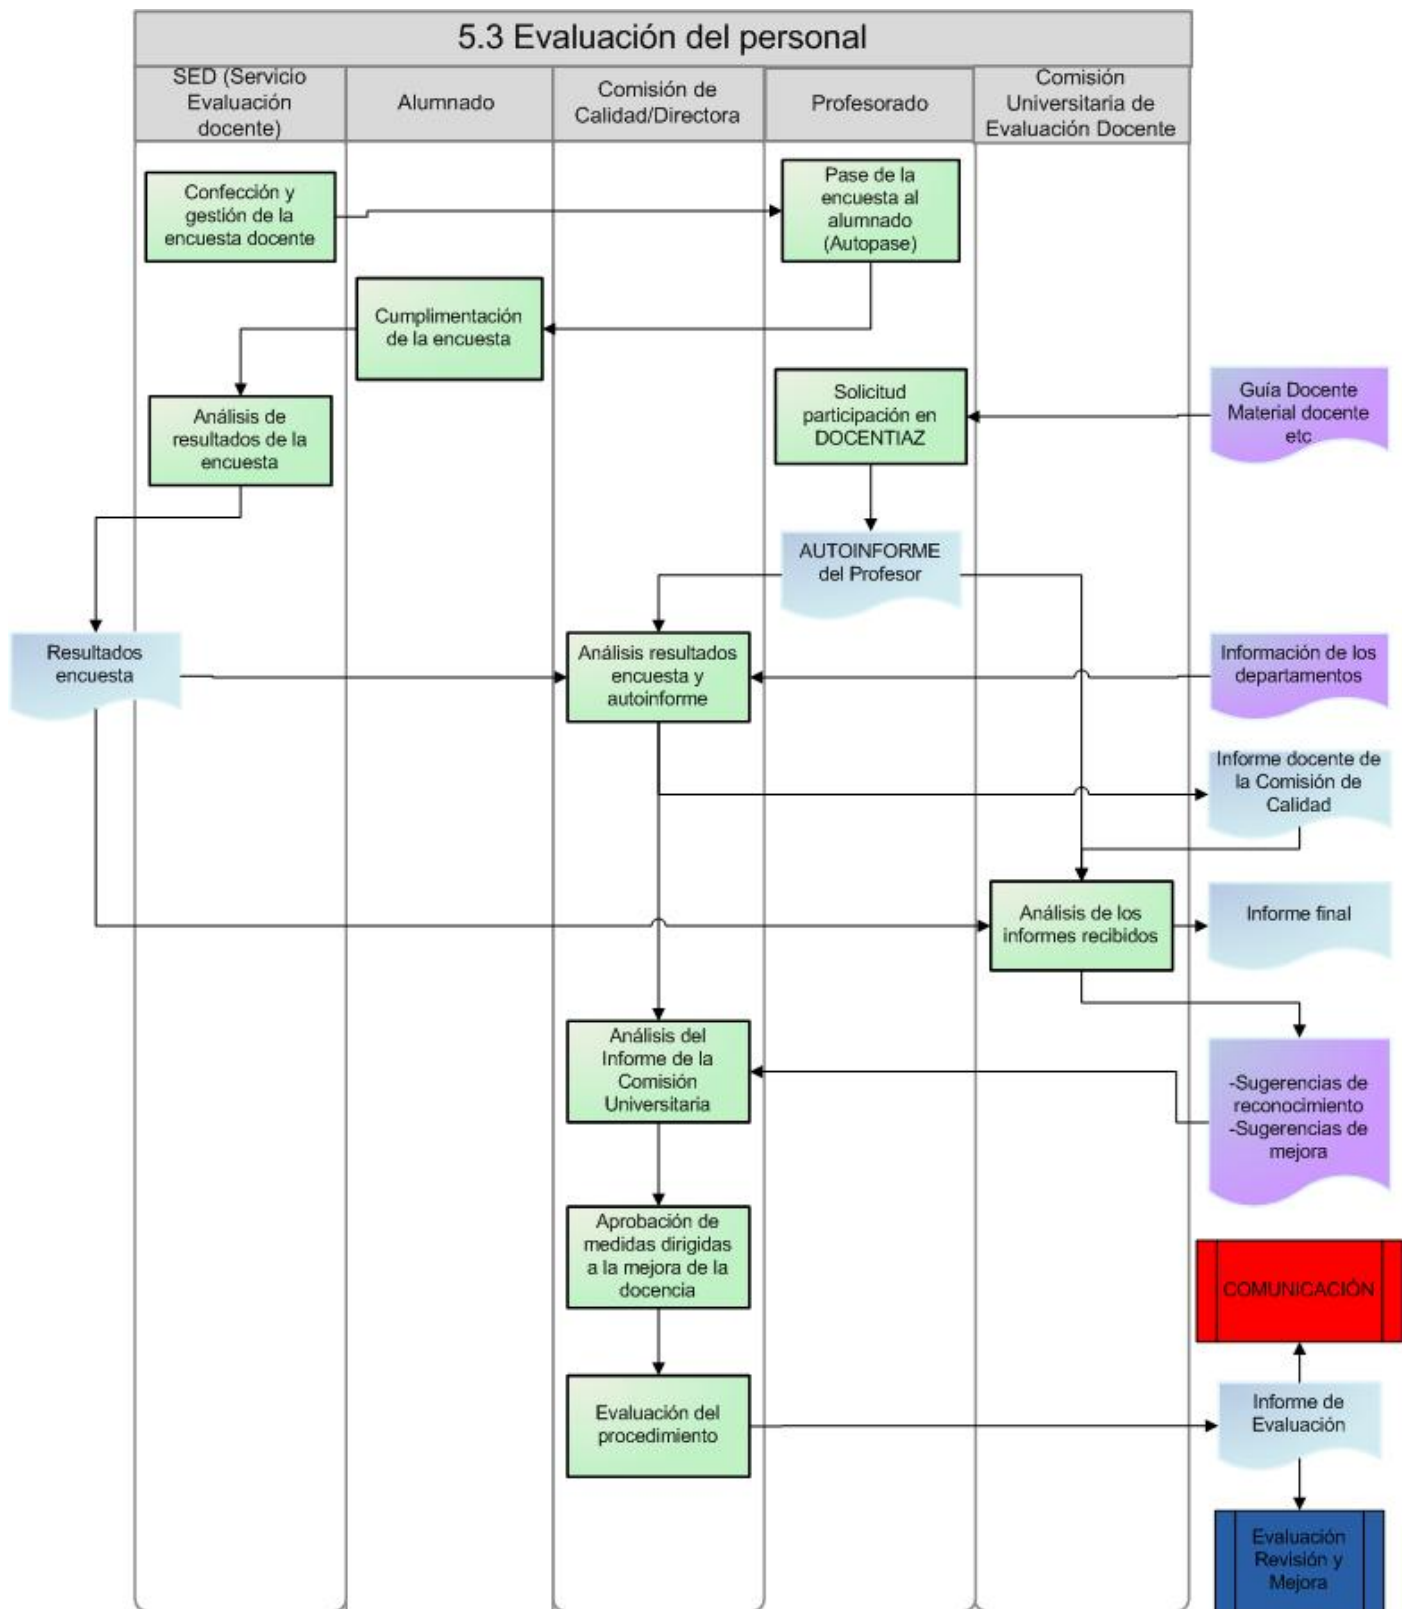 5.3 Evaluación del personal
SED (Servicio
Evaluación
docente)
Alumnado
Comisión de
Calidad/Directora
Profesorado
Comisión
Universitaria de
Evaluación Docente
Confección y
gestión de la
encuesta docente
Pase de la
encuesta al
alumnado
(Autopase)
Cumplimentación
de la encuesta
Análisis de
resultados de la
encuesta
Solicitud
participación en
DOCENTIAZ
Guía Docente
Material docente
etc
AUTOINFORME
del Profesor
Resultados
encuesta
Análisis resultados
encuesta y
autoinforme
Información de los
departamentos
Informe docente de
la Comisión de
Calidad
Análisis de los
informes recibidos
Informe final
Análisis del
Informe de la
Comisión
Universitaria
-Sugerencias de
reconocimiento
-Sugerencias de
mejora
Aprobación de
medidas dirigidas
a la mejora de la
docencia
COMUNICACIÓN
Evaluación del
procedimiento
Informe de
Evaluación
Evaluación
Revisión y
Mejora